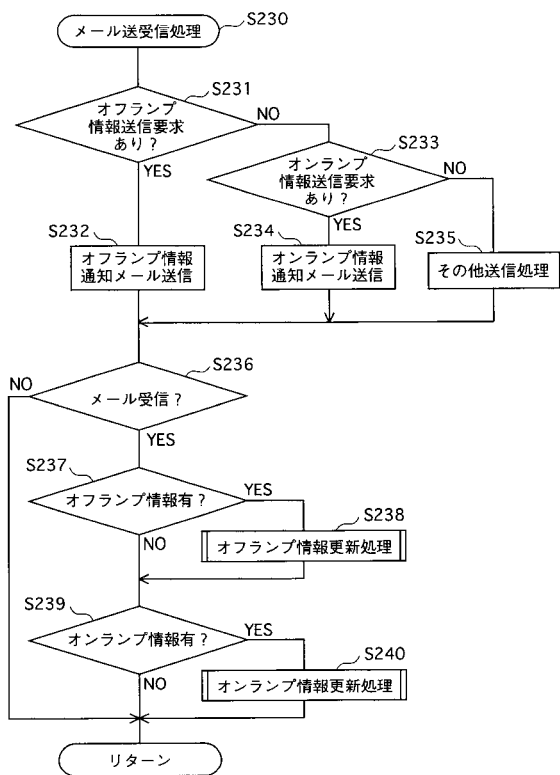 メール送受信処理
S230
S231
オフランプ
情報送信要求
あり？
NO
YES
S233
オンランプ
情報送信要求
あり？
NO
YES
S232
オフランプ情報
通知メール送信
S234
オンランプ情報
通知メール送信
S235
その他送信処理
S236
NO
メール受信？
YES
S237
オフランプ情報有？
YES
NO
S238
オフランプ情報更新処理
S239
オンランプ情報有？
YES
NO
S240
オンランプ情報更新処理
リターン